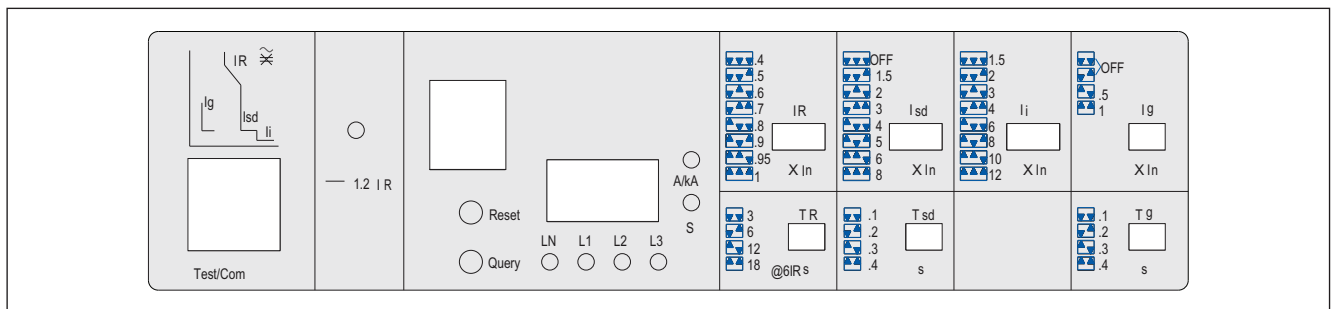 IR
Ig
Isd
Ii
Test/Com
1.2 IR
Reset
Query
LN L1 L2 L3
A/kA
S
.4
.5
.6
.7
.8
.9
.95
1
IR
X In
OFF
1.5
2
3
4
5
6
8
Isd
X In
1.5
2
3
4
6
8
10
12
Ii
X In
OFF
.5
1
Ig
X In
3
6
12
18
TR
@6IR s
.1
.2
.3
.4
Tsd
s
.1
.2
.3
.4
Tg
s